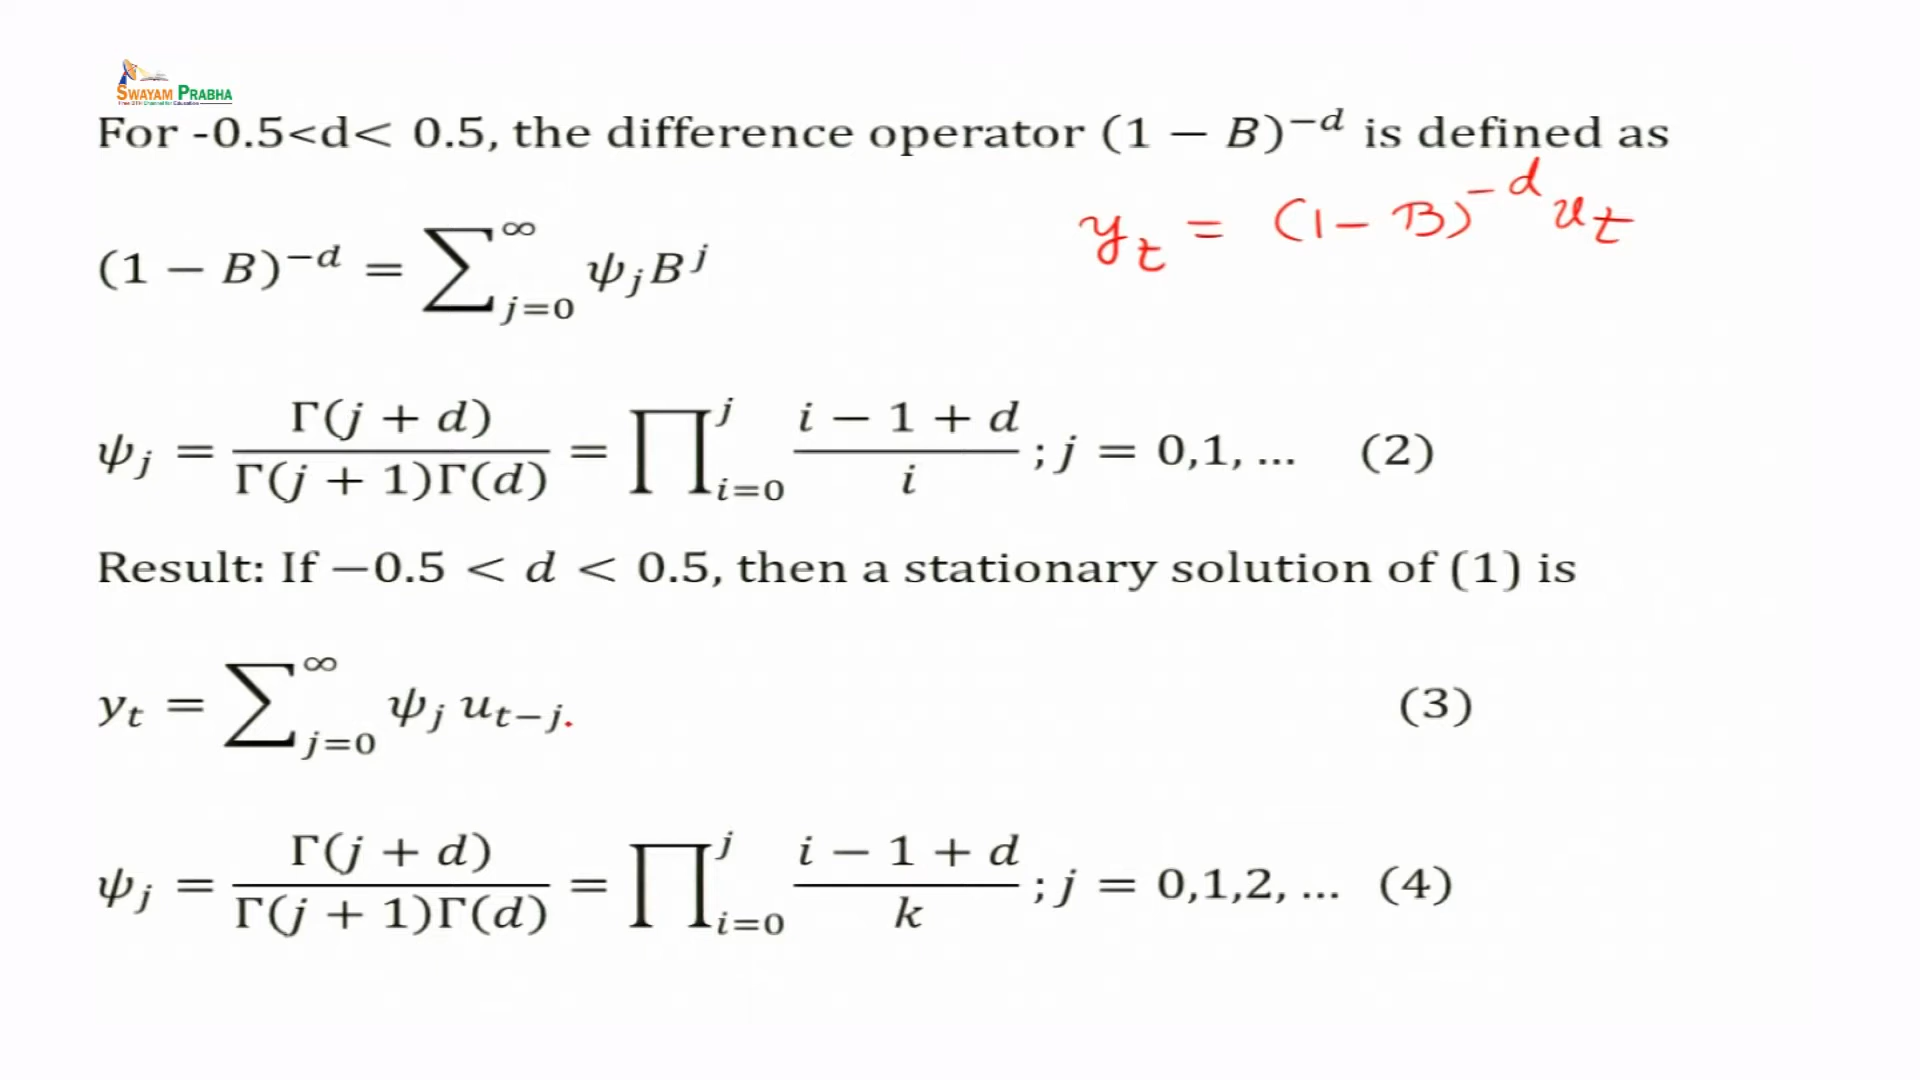 SWAYAM PRABHA
For -0.5<d< 0.5, the difference operator (1 − B)^{−d} is defined as
y_t = (1 − B)^{−d} u_t
(1 − B)^{−d} = ∑_{j=0}^{∞} ψ_j B^j
ψ_j = Γ(j + d) / Γ(j + 1)Γ(d) = ∏_{i=0}^{j} (i − 1 + d) / i ; j = 0,1, … (2)
Result: If −0.5 < d < 0.5, then a stationary solution of (1) is
y_t = ∑_{j=0}^{∞} ψ_j u_{t−j}. (3)
ψ_j = Γ(j + d) / Γ(j + 1)Γ(d) = ∏_{i=0}^{j} (i − 1 + d) / k ; j = 0,1,2, … (4)